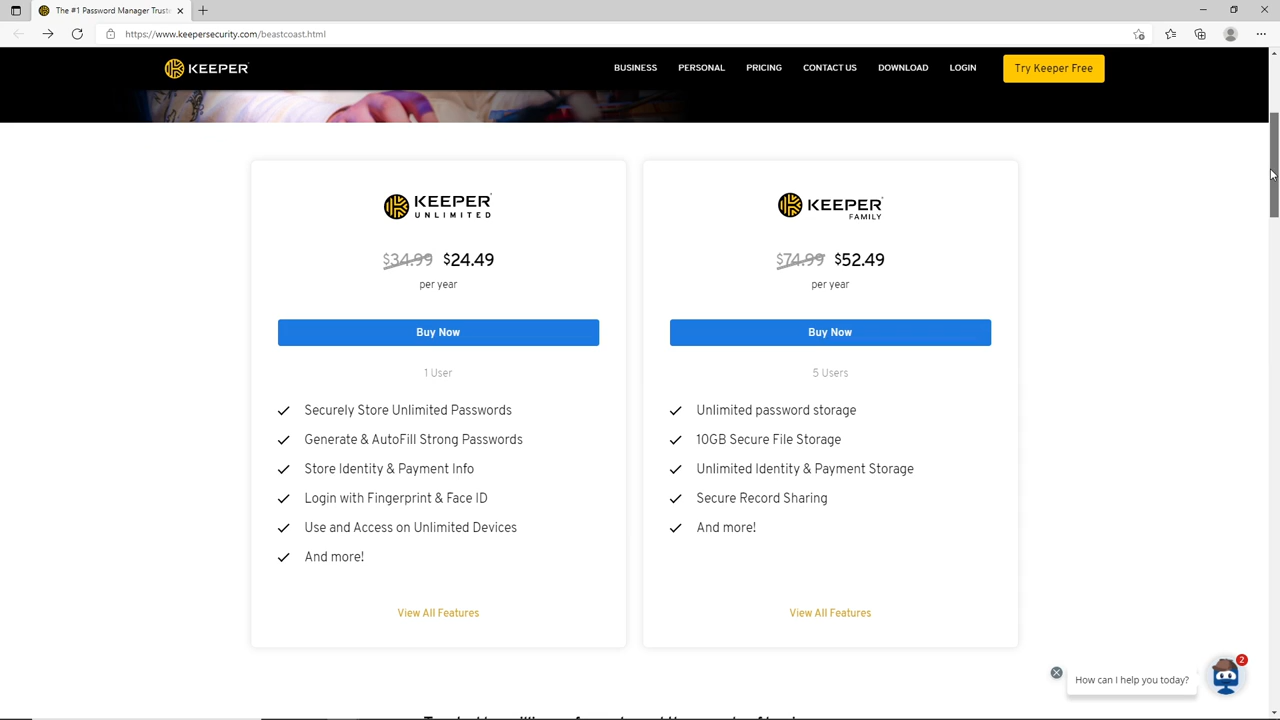 The #1 Password Manager Truste
https://www.keepersecurity.com/beastcoast.html
KEEPER
BUSINESS
PERSONAL
PRICING
CONTACT US
DOWNLOAD
LOGIN
Try Keeper Free
KEEPER
UNLIMITED
$34.99 $24.49
per year
Buy Now
1 User
Securely Store Unlimited Passwords
Generate & AutoFill Strong Passwords
Store Identity & Payment Info
Login with Fingerprint & Face ID
Use and Access on Unlimited Devices
And more!
View All Features
KEEPER
FAMILY
$74.99 $52.49
per year
Buy Now
5 Users
Unlimited password storage
10GB Secure File Storage
Unlimited Identity & Payment Storage
Secure Record Sharing
And more!
View All Features
How can I help you today?
2